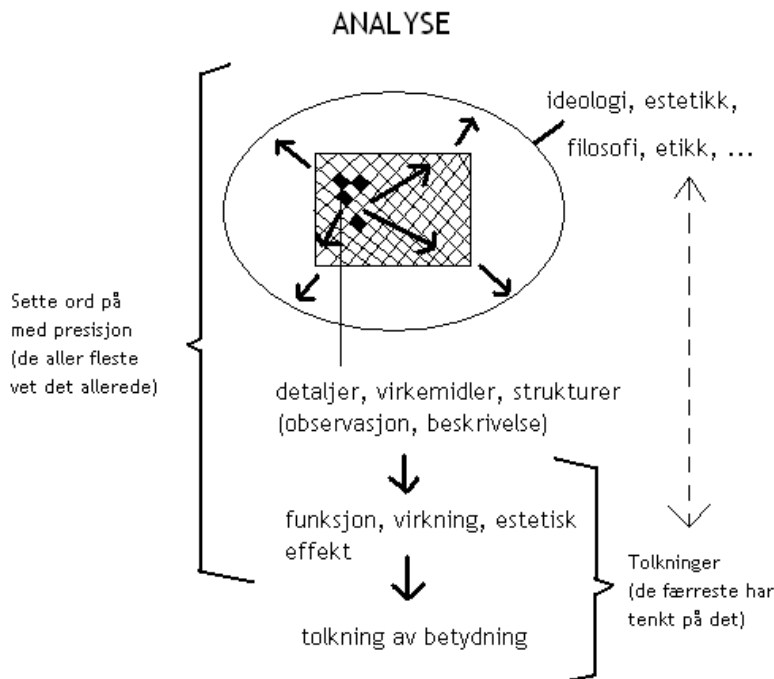 ANALYSE
ideologi, estetikk,
filosofi, etikk, ...
Sette ord på
med presisjon
(de aller fleste
vet det allerede)
detaljer, virkemidler, strukturer
(observasjon, beskrivelse)
funksjon, virkning, estetisk
effekt
Tolkninger
(de færreste har
tenkt på det)
tolkning av betydning